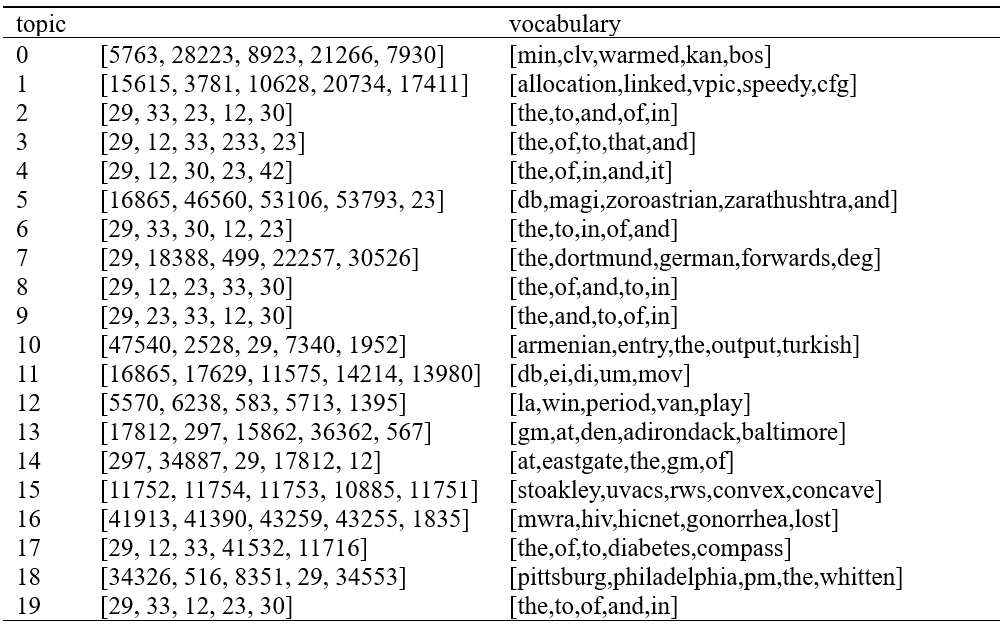 topic vocabulary
0 [5763, 28223, 8923, 21266, 7930] [min,clv,warmed,kan,bos]
1 [15615, 3781, 10628, 20734, 17411] [allocation,linked,vpic,speedy,cfg]
2 [29, 33, 23, 12, 30] [the,to,and,of,in]
3 [29, 12, 33, 233, 23] [the,of,to,that,and]
4 [29, 12, 30, 23, 42] [the,of,in,and,it]
5 [16865, 46560, 53106, 53793, 23] [db,magi,zoroastrian,zarathushtra,and]
6 [29, 33, 30, 12, 23] [the,to,in,of,and]
7 [29, 18388, 499, 22257, 30526] [the,dortmund,german,forwards,deg]
8 [29, 12, 23, 33, 30] [the,of,and,to,in]
9 [29, 23, 33, 12, 30] [the,and,to,of,in]
10 [47540, 2528, 29, 7340, 1952] [armenian,entry,the,output,turkish]
11 [16865, 17629, 11575, 14214, 13980] [db,ei,di,um,mov]
12 [5570, 6238, 583, 5713, 1395] [la,win,period,van,play]
13 [17812, 297, 15862, 36362, 567] [gm,at,den,adirondack,baltimore]
14 [297, 34887, 29, 17812, 12] [at,eastgate,the,gm,of]
15 [11752, 11754, 11753, 10885, 11751] [stoakley,uvacs,rws,convex,concave]
16 [41913, 41390, 43259, 43255, 1835] [mwra,hiv,hicnet,gonorrhea,lost]
17 [29, 12, 33, 41532, 11716] [the,of,to,diabetes,compass]
18 [34326, 516, 8351, 29, 34553] [pittsburg,philadelphia,pm,the,whitten]
19 [29, 33, 12, 23, 30] [the,to,of,and,in]